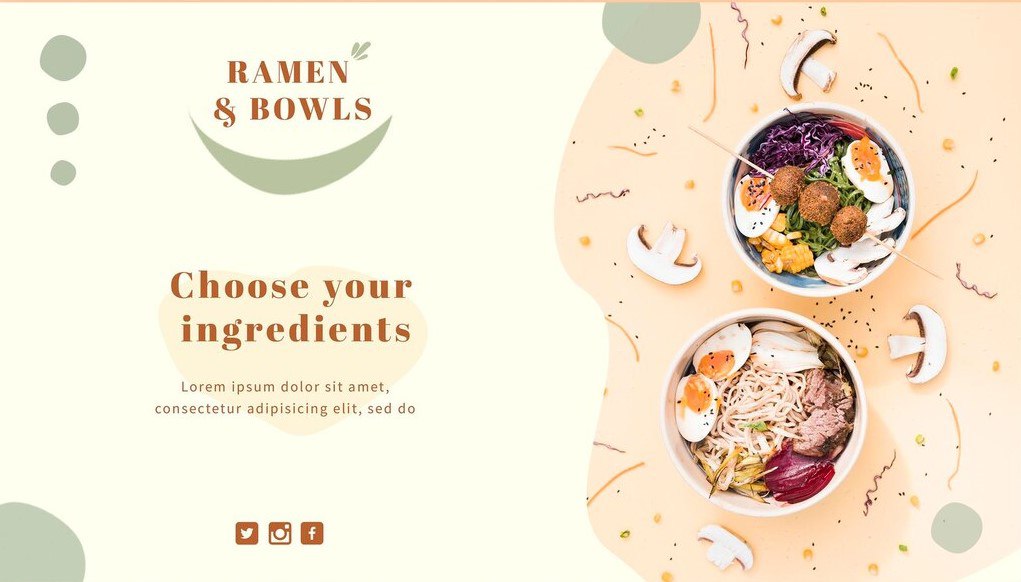 RAMEN
& BOWLS
Choose your
ingredients
Lorem ipsum dolor sit amet,
consectetur adipisicing elit, sed do